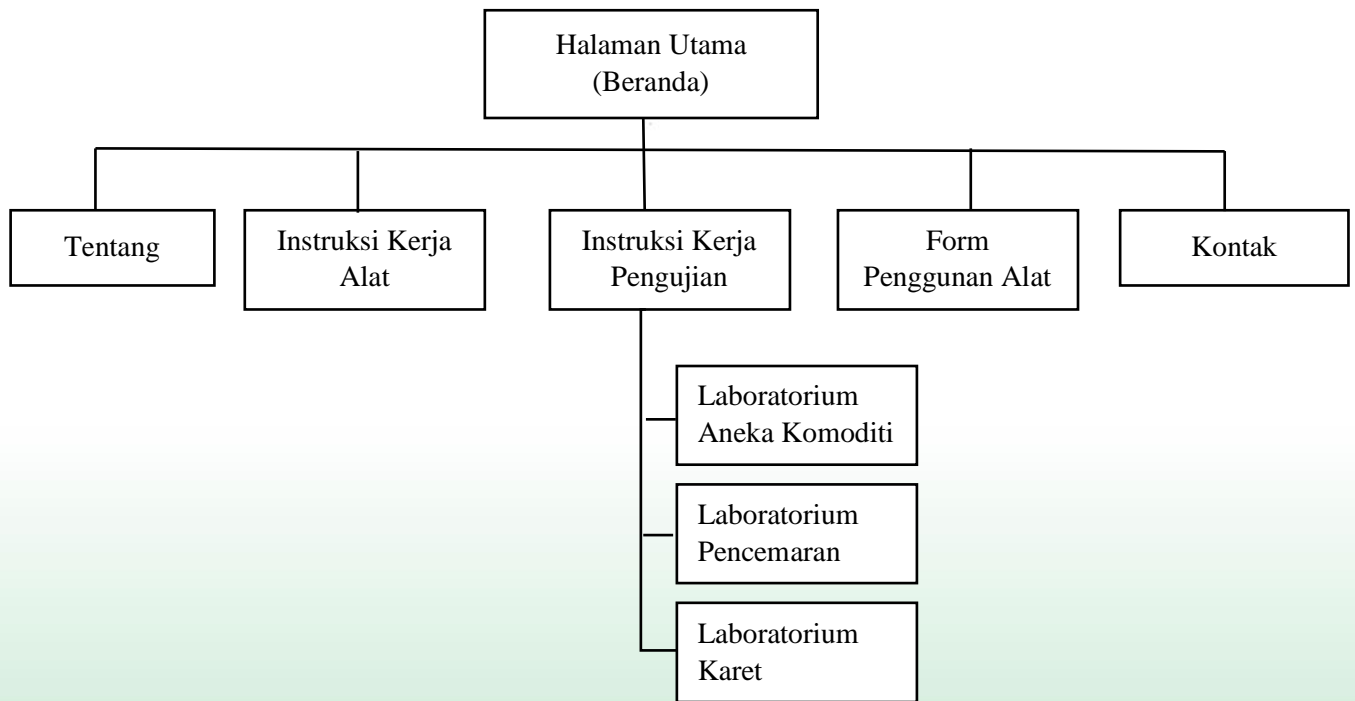 Halaman Utama
(Beranda)
Tentang
Instruksi Kerja
Alat
Instruksi Kerja
Pengujian
Form
Penggunan Alat
Kontak
Laboratorium
Aneka Komoditi
Laboratorium
Pencemaran
Laboratorium
Karet